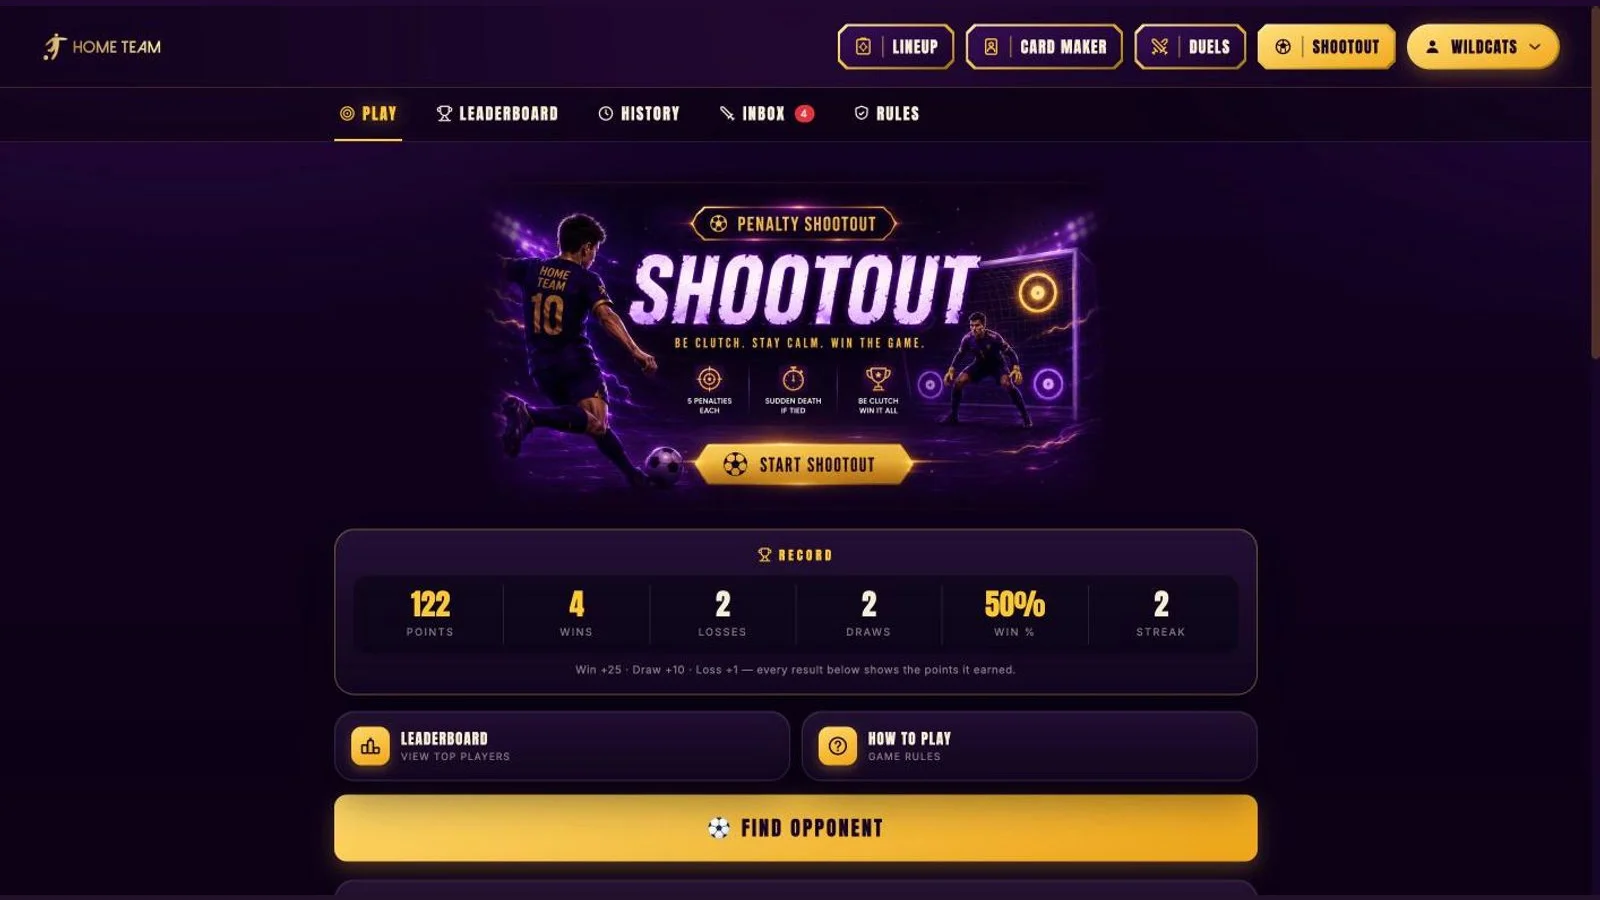 HOME TEAM
LINEUP
CARD MAKER
DUELS
SHOOTOUT
WILDCATS
PLAY
LEADERBOARD
HISTORY
INBOX 4
RULES
PENALTY SHOOTOUT
SHOOTOUT
BE CLUTCH. STAY CALM. WIN THE GAME.
HOME
TEAM
10
5 PENALTIES
EACH
SUDDEN DEATH
IF TIED
BE CLUTCH
WIN IT ALL
START SHOOTOUT
RECORD
122
POINTS
4
WINS
2
LOSSES
2
DRAWS
50%
WIN %
2
STREAK
Win +25 · Draw +10 · Loss +1 — every result below shows the points it earned.
LEADERBOARD
VIEW TOP PLAYERS
HOW TO PLAY
GAME RULES
FIND OPPONENT